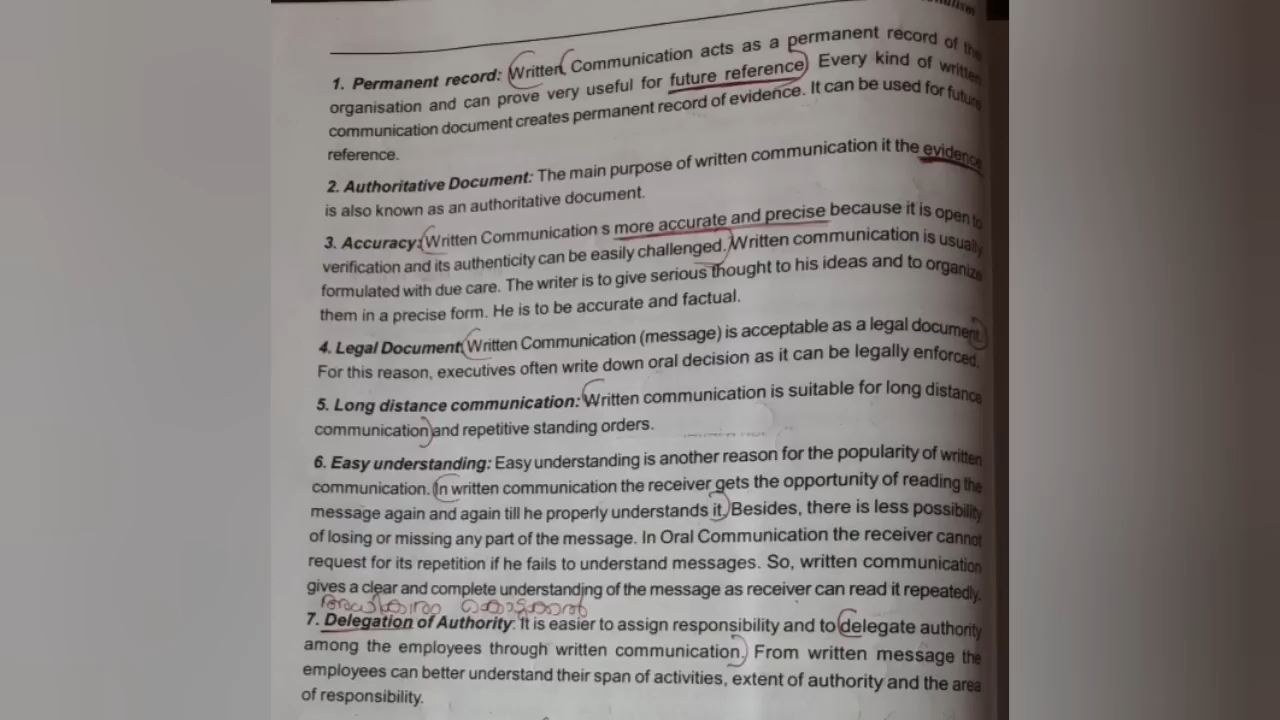 1. Permanent record: Written Communication acts as a permanent record of the
organisation and can prove very useful for future reference. Every kind of written
communication document creates permanent record of evidence. It can be used for future
reference.
2. Authoritative Document: The main purpose of written communication it the evidence
is also known as an authoritative document.
3. Accuracy: Written Communication s more accurate and precise because it is open to
verification and its authenticity can be easily challenged. Written communication is usually
formulated with due care. The writer is to give serious thought to his ideas and to organize
them in a precise form. He is to be accurate and factual.
4. Legal Document: Written Communication (message) is acceptable as a legal document.
For this reason, executives often write down oral decision as it can be legally enforced.
5. Long distance communication: Written communication is suitable for long distance
communication and repetitive standing orders.
6. Easy understanding: Easy understanding is another reason for the popularity of written
communication. In written communication the receiver gets the opportunity of reading the
message again and again till he properly understands it. Besides, there is less possibility
of losing or missing any part of the message. In Oral Communication the receiver cannot
request for its repetition if he fails to understand messages. So, written communication
gives a clear and complete understanding of the message as receiver can read it repeatedly.
അധികാരം കൊടുക്കാൻ
7. Delegation of Authority: It is easier to assign responsibility and to delegate authority
among the employees through written communication. From written message the
employees can better understand their span of activities, extent of authority and the area
of responsibility.